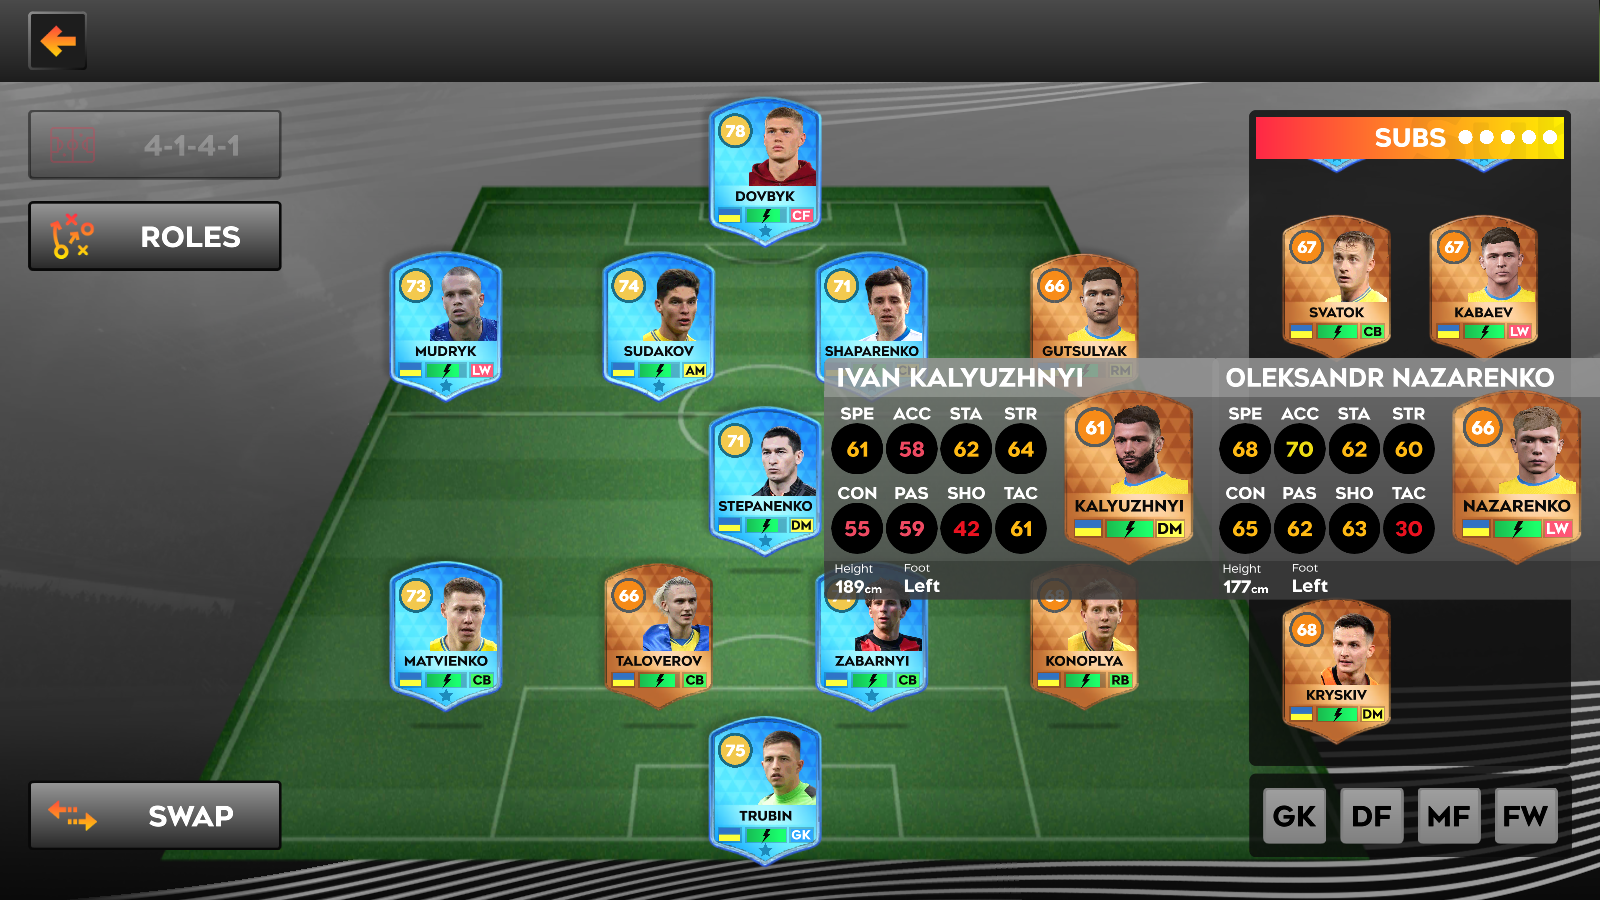 4-1-4-1
ROLES
78
DOVBYK
CF
SUBS
73
MUDRYK
LW
74
SUDAKOV
AM
71
SHAPARENKO
66
GUTSULYAK
RM
67
SVATOK
CB
67
KABAEV
LW
71
STEPANENKO
DM
IVAN KALYUZHNYI
SPE ACC STA STR
61 58 62 64
CON PAS SHO TAC
55 59 42 61
Height Foot
189cm Left
61
KALYUZHNYI
DM
OLEKSANDR NAZARENKO
SPE ACC STA STR
68 70 62 60
CON PAS SHO TAC
65 62 63 30
Height Foot
177cm Left
66
NAZARENKO
LW
72
MATVIENKO
CB
66
TALOVEROV
CB
ZABARNYI
CB
68
KONOPLYA
RB
68
KRYSKIV
DM
75
TRUBIN
GK
SWAP
GK DF MF FW